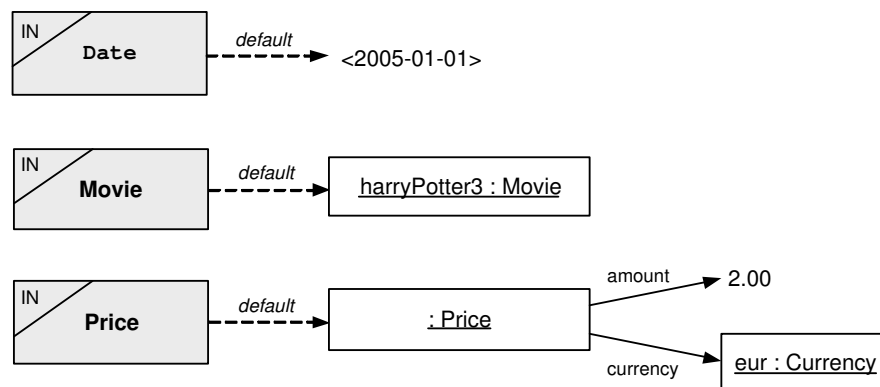 IN
Date
default
<2005-01-01>
IN
Movie
default
harryPotter3 : Movie
IN
Price
default
: Price
amount
2.00
currency
eur : Currency